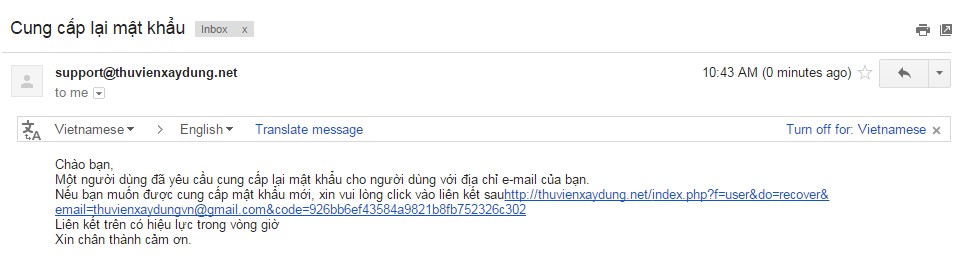 Cung cấp lại mật khẩu Inbox x
support@thuvienxaydung.net 10:43 AM (0 minutes ago)
to me
Vietnamese > English Translate message Turn off for: Vietnamese x
Chào bạn,
Một người dùng đã yêu cầu cung cấp lại mật khẩu cho người dùng với địa chỉ e-mail của bạn.
Nếu bạn muốn được cung cấp mật khẩu mới, xin vui lòng click vào liên kết sauhttp://thuvienxaydung.net/index.php?f=user&do=recover&
email=thuvienxaydungvn@gmail.com&code=926bb6ef43584a9821b8fb752326c302
Liên kết trên có hiệu lực trong vòng giờ
Xin chân thành cảm ơn.